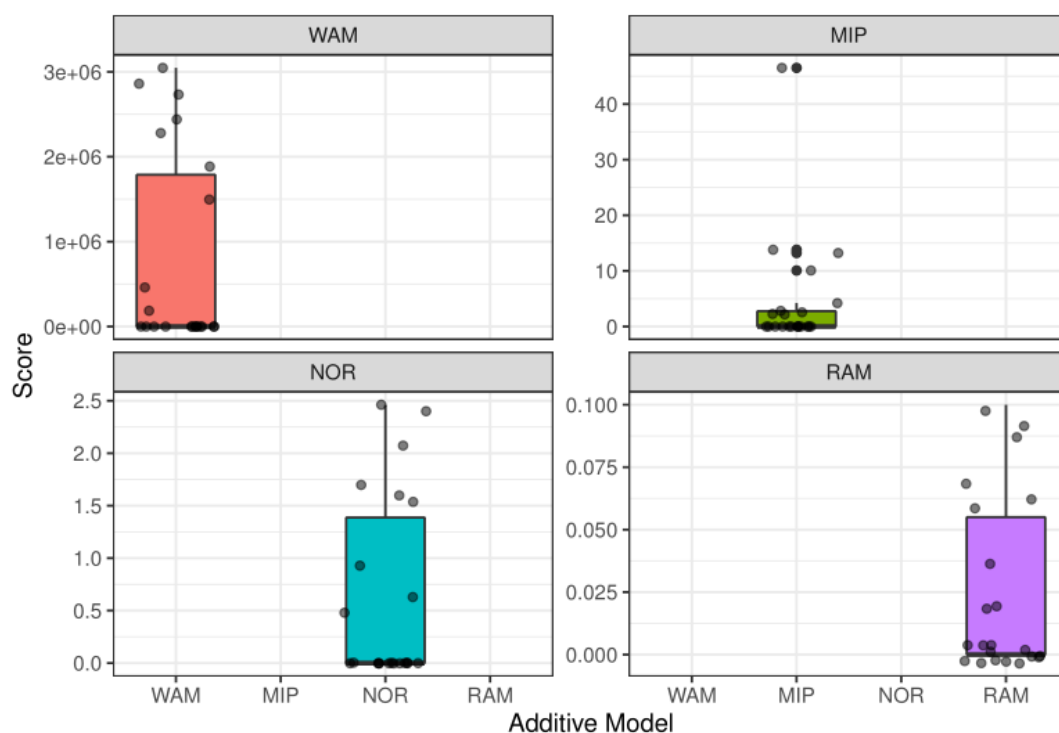 WAM
MIP
3e+06
2e+06
1e+06
0e+00
40
30
20
10
0
NOR
RAM
2.5
2.0
1.5
1.0
0.5
0.0
0.100
0.075
0.050
0.025
0.000
Score
WAM MIP NOR RAM
WAM MIP NOR RAM
Additive Model